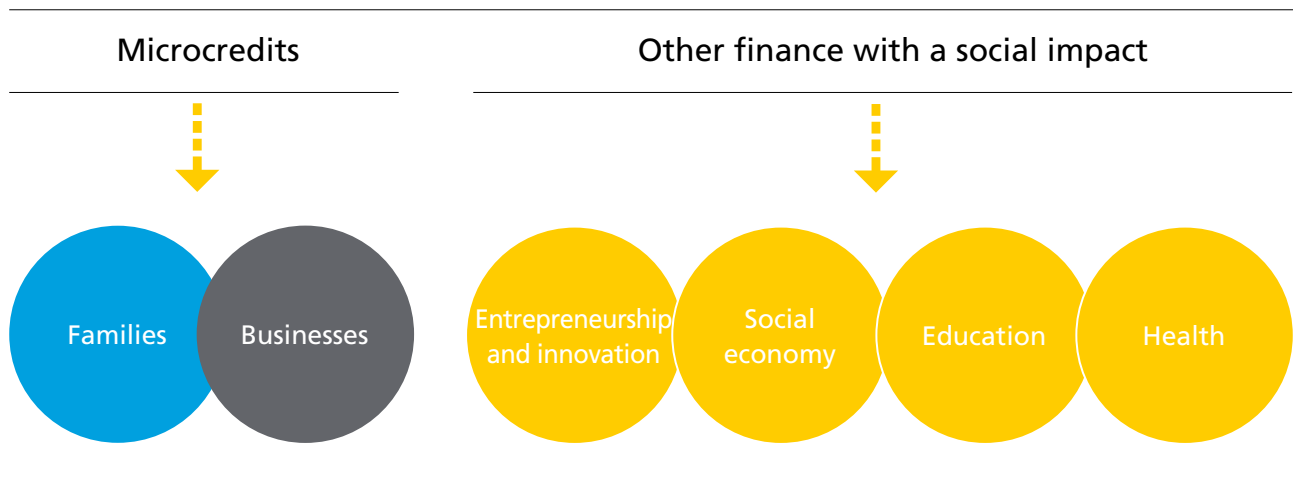 Microcredits
Other finance with a social impact
Families
Businesses
Entrepreneurship
and innovation
Social
economy
Education
Health